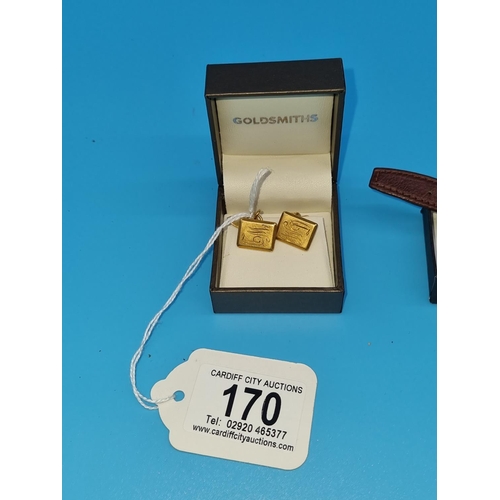 GOLDSMITHS
CARDIFF CITY AUCTIONS
170
Tel: 02920 465377
www.cardiffcityauctions.com